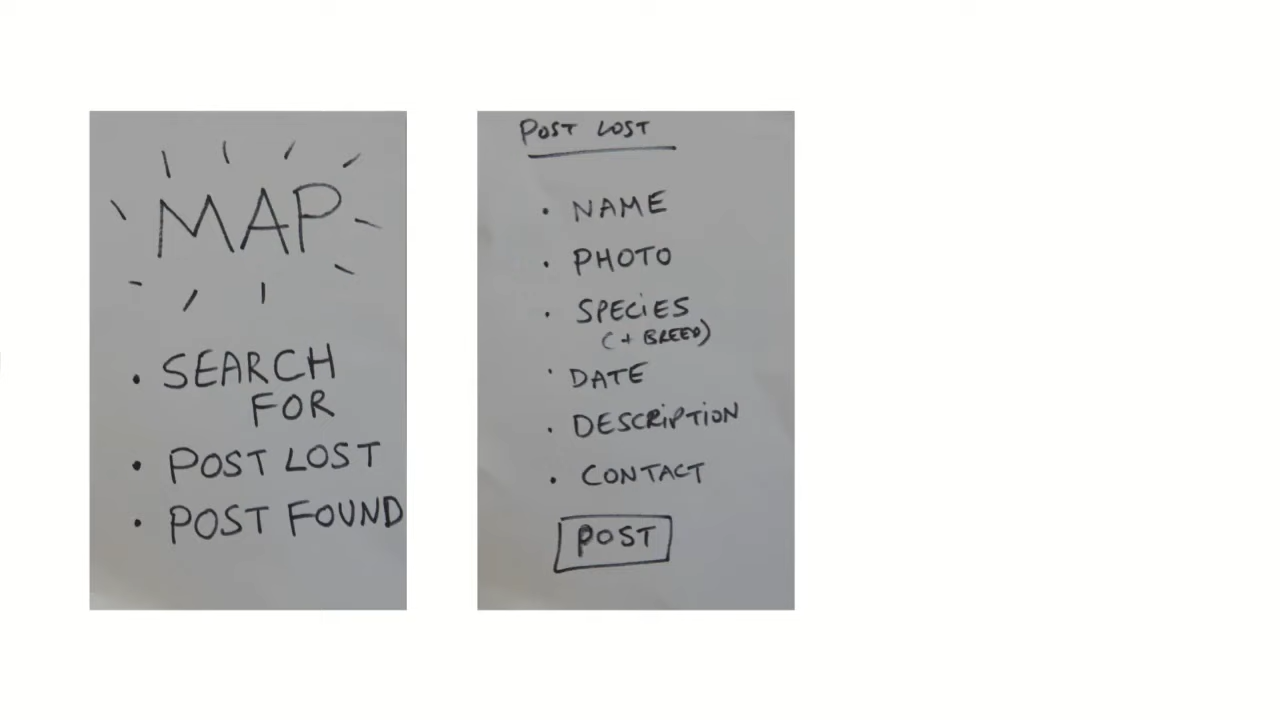 MAP
• SEARCH
FOR
• POST LOST
• POST FOUND
POST LOST
• NAME
• PHOTO
• SPECIES
(+ BREED)
• DATE
• DESCRIPTION
• CONTACT
POST